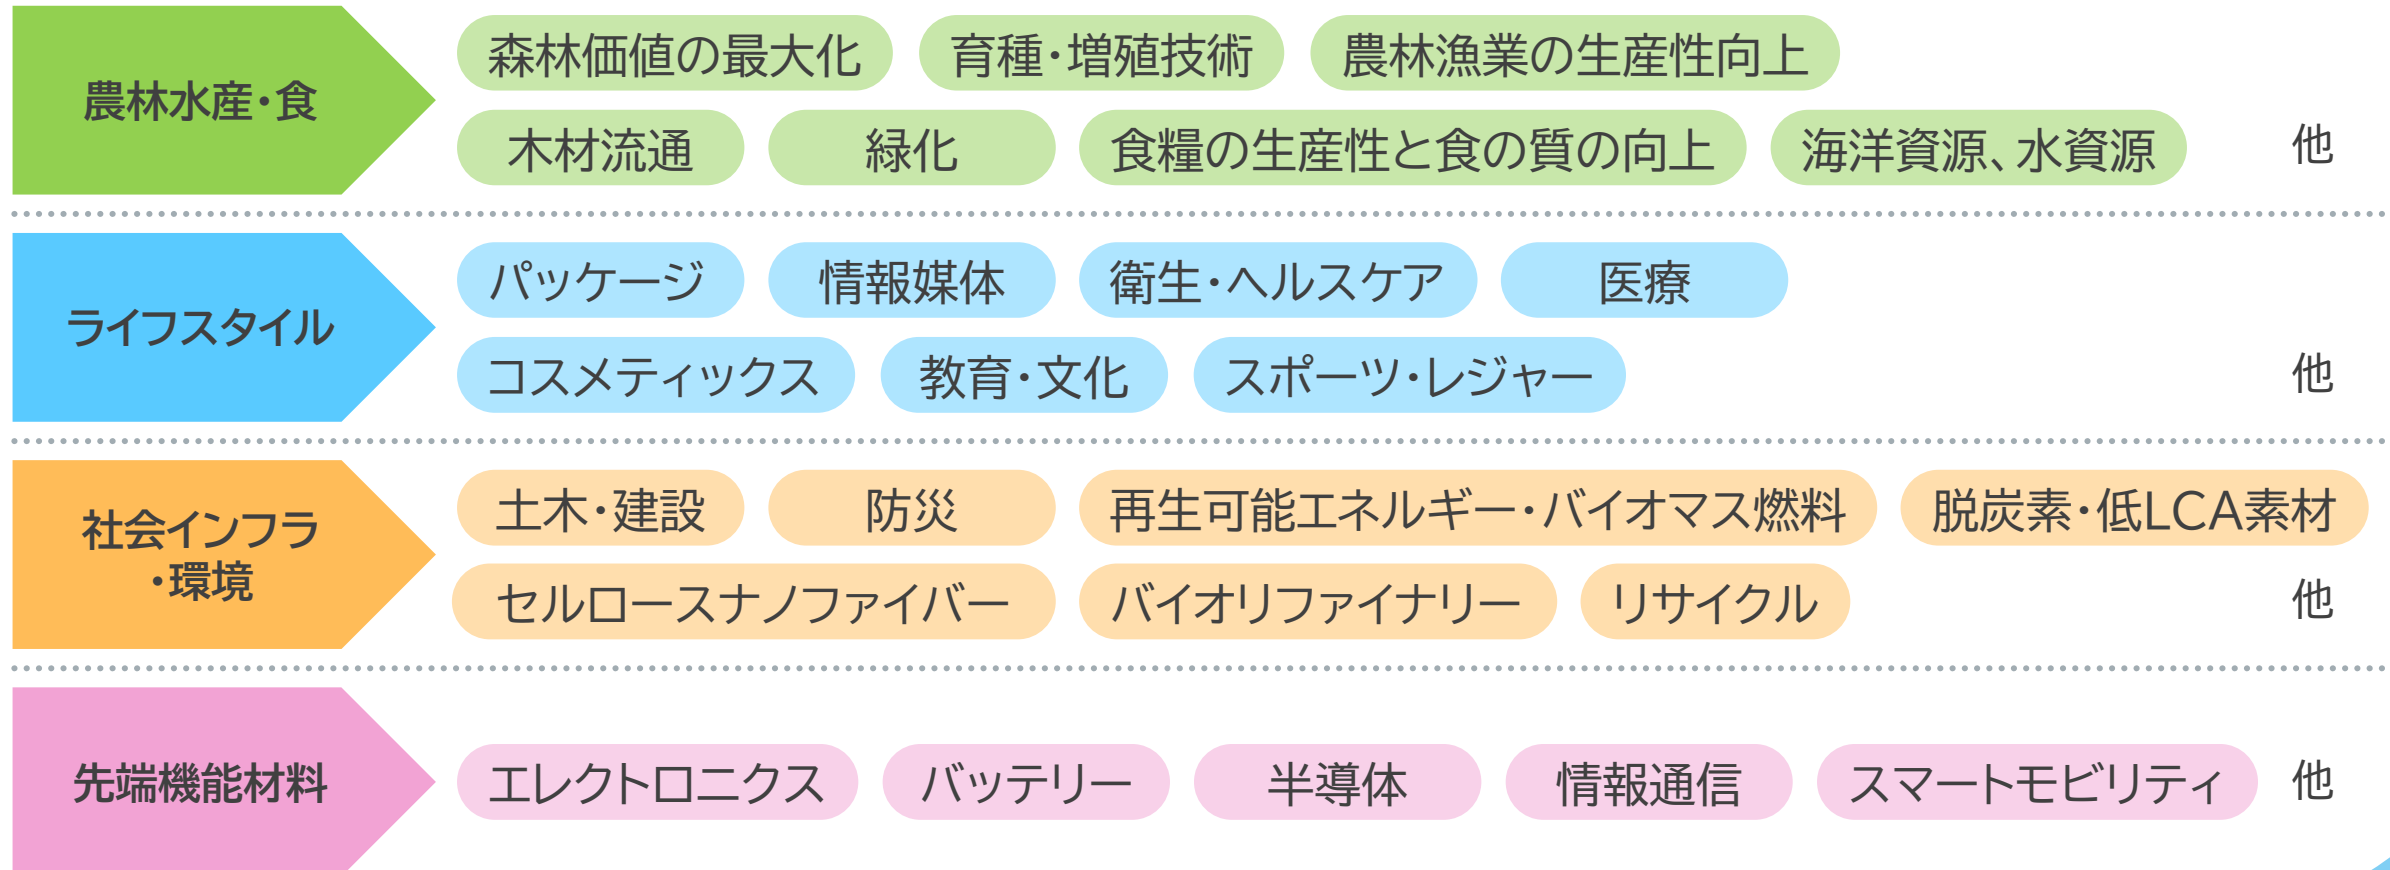 農林水産・食
森林価値の最大化 育種・増殖技術 農林漁業の生産性向上
木材流通 緑化 食糧の生産性と食の質の向上 海洋資源、水資源 他
ライフスタイル
パッケージ 情報媒体 衛生・ヘルスケア 医療
コスメティックス 教育・文化 スポーツ・レジャー 他
社会インフラ
・環境
土木・建設 防災 再生可能エネルギー・バイオマス燃料 脱炭素・低LCA素材
セルロースナノファイバー バイオリファイナリー リサイクル 他
先端機能材料
エレクトロニクス バッテリー 半導体 情報通信 スマートモビリティ 他